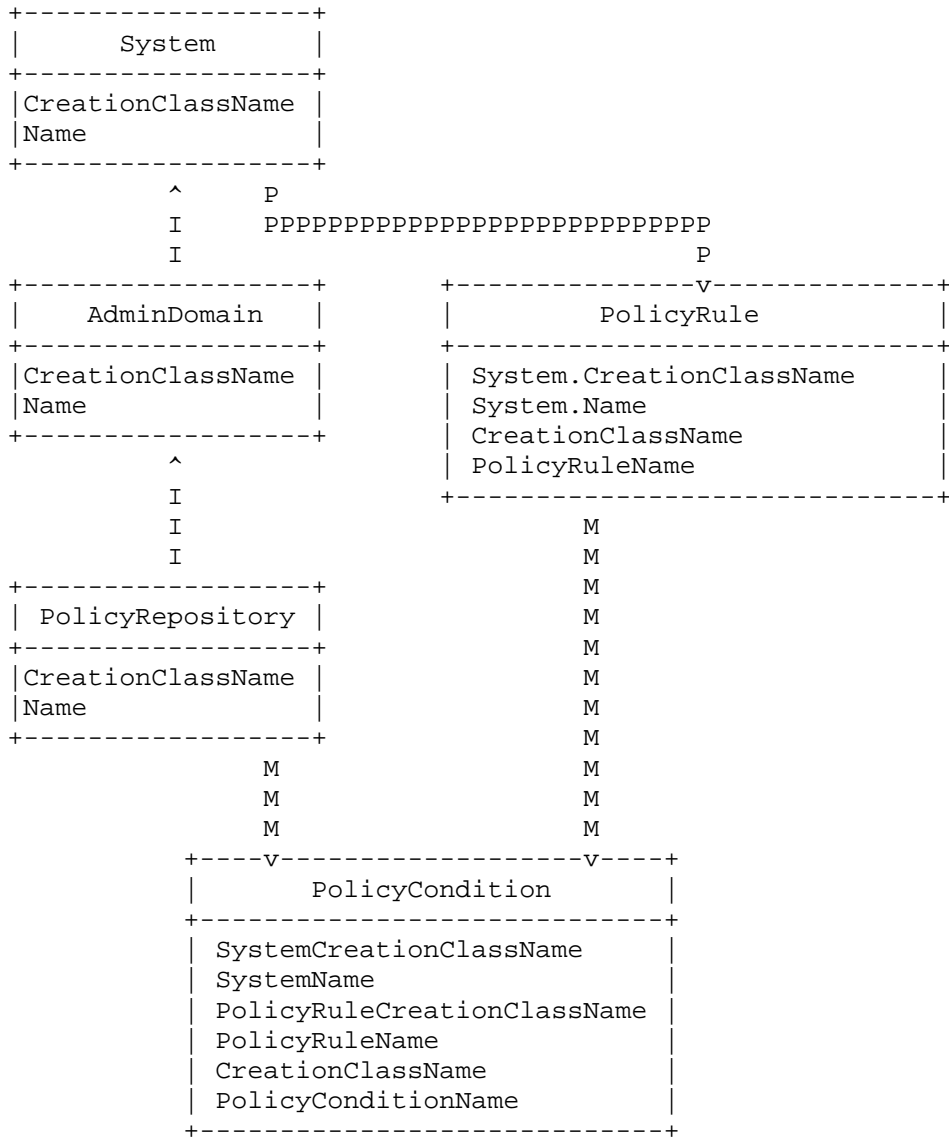 +------------------+
|      System      |
+------------------+
|CreationClassName |
|Name              |
+------------------+
          ^     P
          I     PPPPPPPPPPPPPPPPPPPPPPPPPPPP
          I                                P
+------------------+       +---------------v--------------+
|    AdminDomain   |       |         PolicyRule           |
+------------------+       +------------------------------+
|CreationClassName |       | System.CreationClassName     |
|Name              |       | System.Name                  |
+------------------+       | CreationClassName            |
          ^                | PolicyRuleName               |
          I                +------------------------------+
          I                         M
          I                         M
+------------------+                M
| PolicyRepository |                M
+------------------+                M
|CreationClassName |                M
|Name              |                M
+------------------+                M
                M                   M
                M                   M
                M                   M
           +----v-------------------v----+
           |       PolicyCondition       |
           +-----------------------------+
           | SystemCreationClassName     |
           | SystemName                  |
           | PolicyRuleCreationClassName |
           | PolicyRuleName              |
           | CreationClassName           |
           | PolicyConditionName         |
           +-----------------------------+